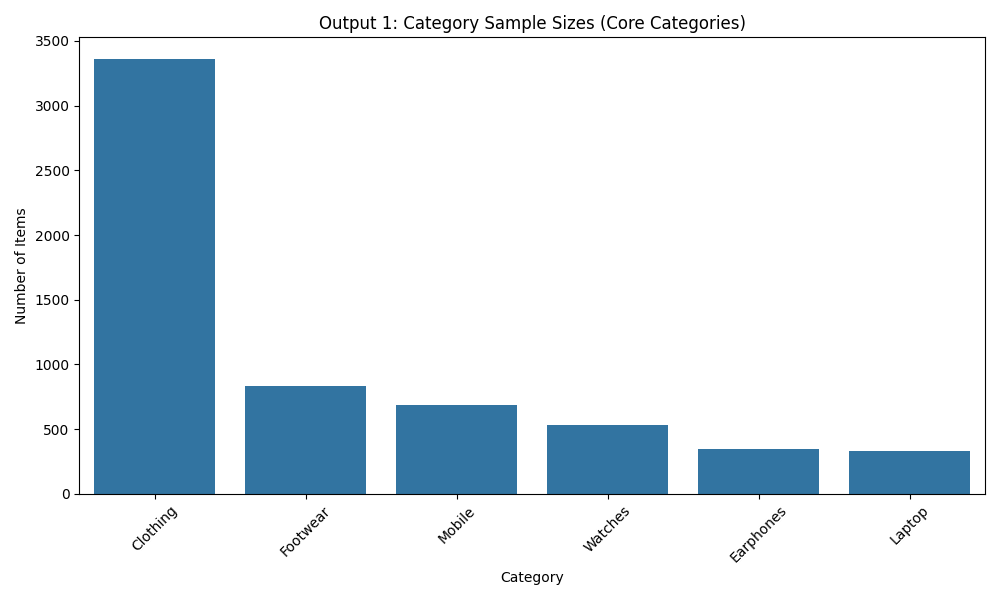 Output 1: Category Sample Sizes (Core Categories)
3500
3000
2500
2000
1500
1000
500
0
Number of Items
Clothing
Footwear
Mobile
Watches
Earphones
Laptop
Category